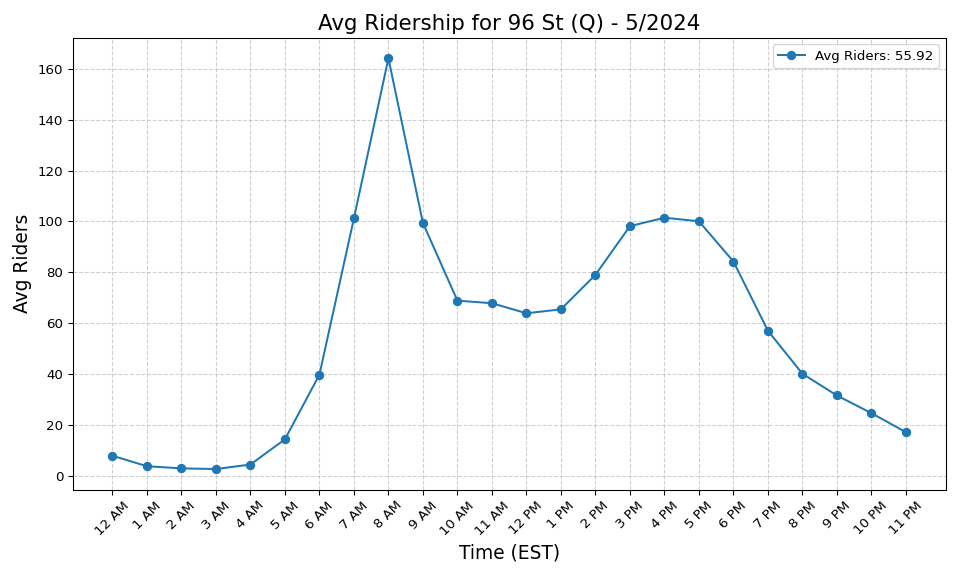 Avg Ridership for 96 St (Q) - 5/2024
Avg Riders: 55.92
Avg Riders
160
140
120
100
80
60
40
20
0
12 AM
1 AM
2 AM
3 AM
4 AM
5 AM
6 AM
7 AM
8 AM
9 AM
10 AM
11 AM
12 PM
1 PM
2 PM
3 PM
4 PM
5 PM
6 PM
7 PM
8 PM
9 PM
10 PM
11 PM
Time (EST)